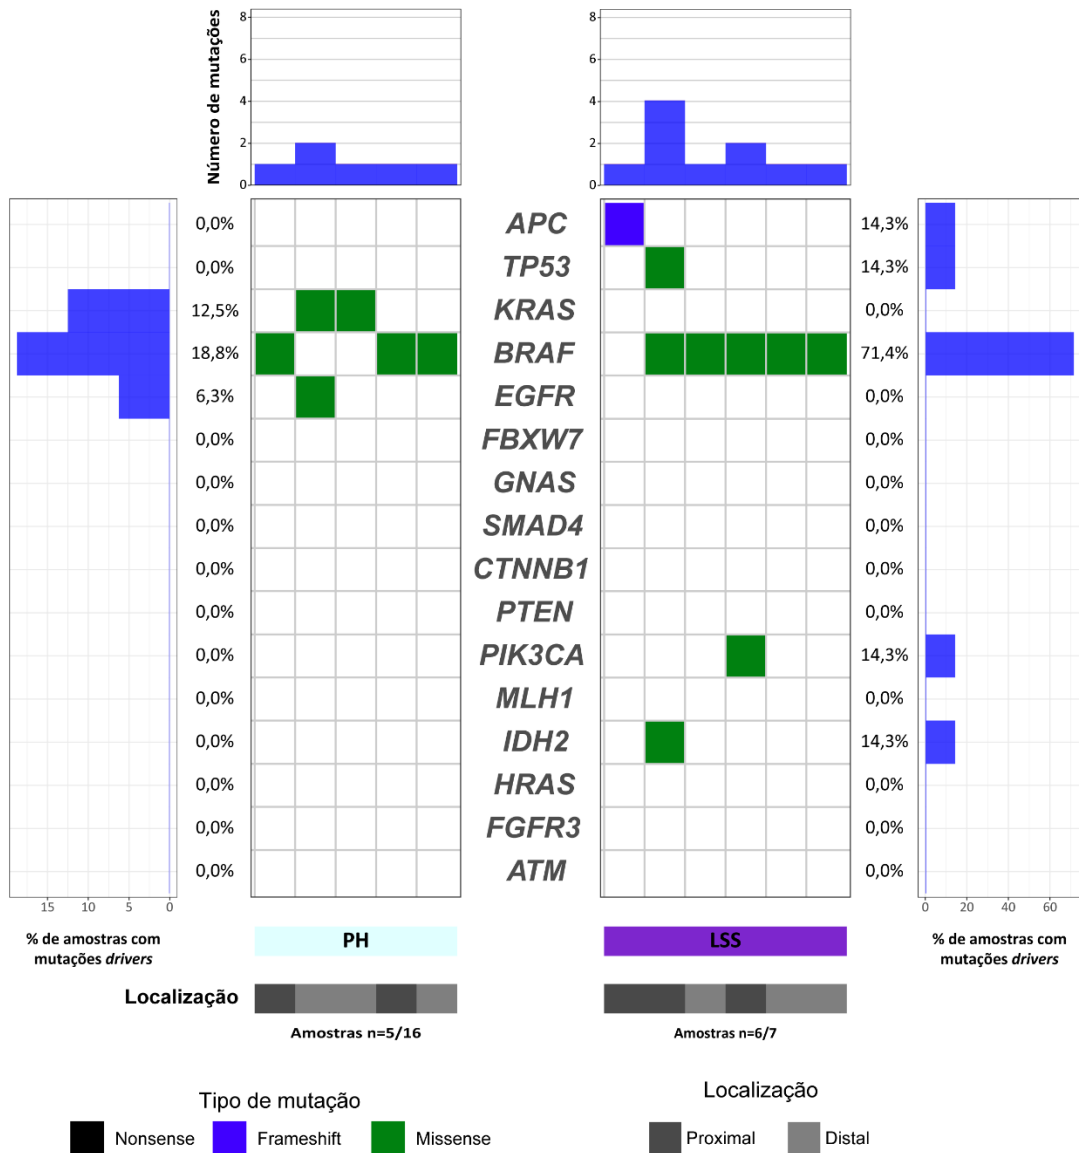 Número de mutações
8
6
4
2
0
8
6
4
2
0
0,0% APC 14,3%
0,0% TP53 14,3%
12,5% KRAS 0,0%
18,8% BRAF 71,4%
6,3% EGFR 0,0%
0,0% FBXW7 0,0%
0,0% GNAS 0,0%
0,0% SMAD4 0,0%
0,0% CTNNB1 0,0%
0,0% PTEN 0,0%
0,0% PIK3CA 14,3%
0,0% MLH1 0,0%
0,0% IDH2 14,3%
0,0% HRAS 0,0%
0,0% FGFR3 0,0%
0,0% ATM 0,0%
15 10 5 0
0 20 40 60
% de amostras com
mutações drivers
PH
LSS
% de amostras com
mutações drivers
Localização
Amostras n=5/16
Amostras n=6/7
Tipo de mutação
Nonsense Frameshift Missense
Localização
Proximal Distal